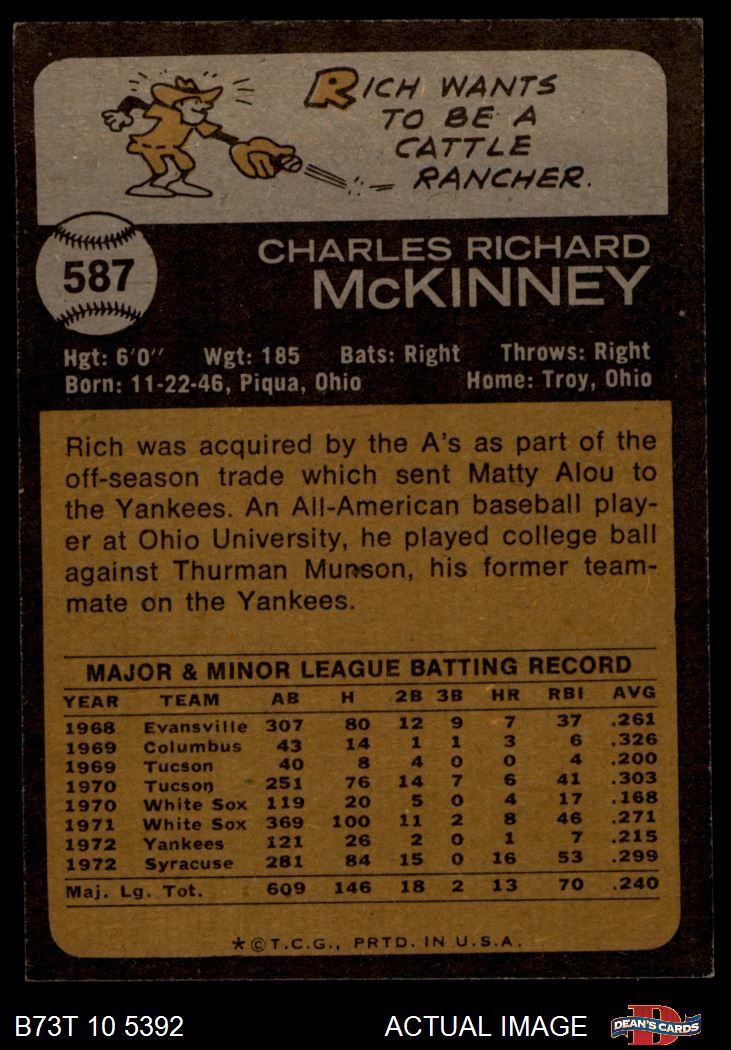 RICH WANTS
TO BE A
CATTLE
RANCHER.
587
CHARLES RICHARD
McKINNEY
Hgt: 6'0" Wgt: 185 Bats: Right Throws: Right
Born: 11-22-46, Piqua, Ohio Home: Troy, Ohio
Rich was acquired by the A's as part of the
off-season trade which sent Matty Alou to
the Yankees. An All-American baseball play-
er at Ohio University, he played college ball
against Thurman Munson, his former team-
mate on the Yankees.
MAJOR & MINOR LEAGUE BATTING RECORD
YEAR TEAM AB H 2B 3B HR RBI AVG
1968 Evansville 307 80 12 9 7 37 .261
1969 Columbus 43 14 1 1 3 6 .326
1969 Tucson 40 8 4 0 0 4 .200
1970 Tucson 251 76 14 7 6 41 .303
1970 White Sox 119 20 5 0 4 17 .168
1971 White Sox 369 100 11 2 8 46 .271
1972 Yankees 121 26 2 0 1 7 .215
1972 Syracuse 281 84 15 0 16 53 .299
Maj. Lg. Tot. 609 146 18 2 13 70 .240
*©T.C.G., PRTD. IN U.S.A.
B73T 10 5392 ACTUAL IMAGE D DEAN'S CARDS